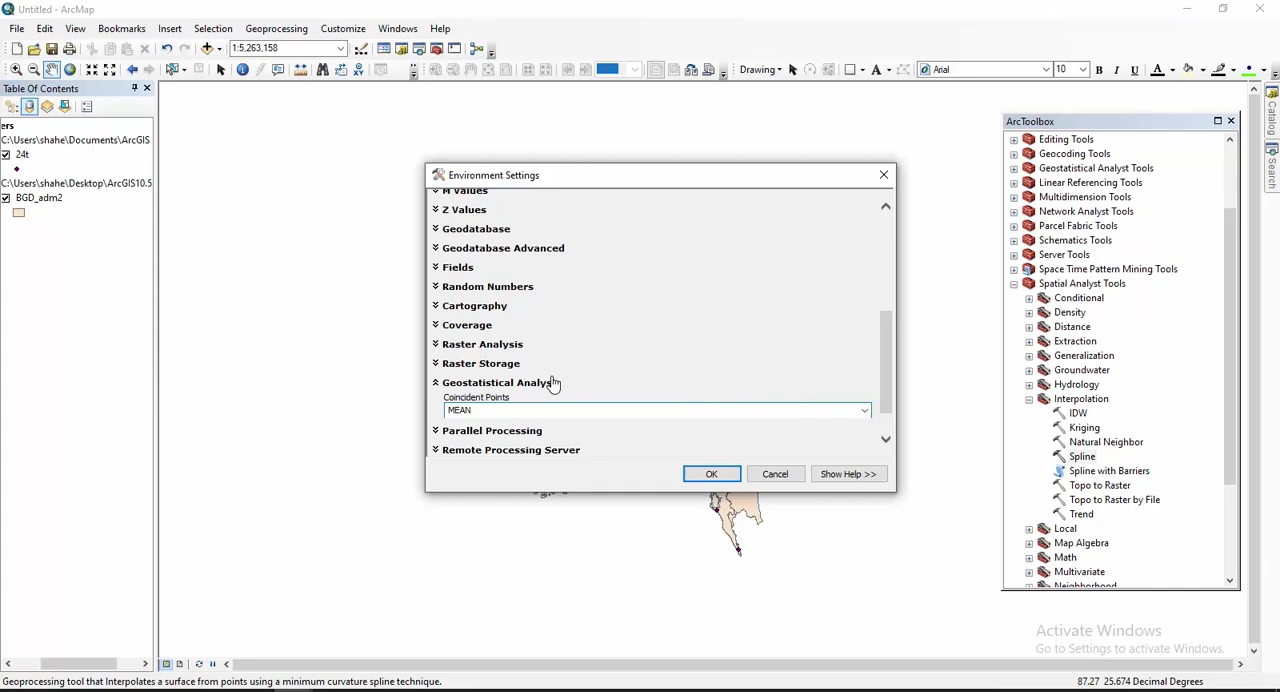 Untitled - ArcMap
File Edit View Bookmarks Insert Selection Geoprocessing Customize Windows Help
1:5,263,158
Drawing Arial 10 B I U A
Table Of Contents
ers
C:\Users\shahe\Documents\ArcGIS
24t
C:\Users\shahe\Desktop\ArcGIS10.5
BGD_adm2
Environment Settings
M Values
Z Values
Geodatabase
Geodatabase Advanced
Fields
Random Numbers
Cartography
Coverage
Raster Analysis
Raster Storage
Geostatistical Analys
Coincident Points
MEAN
Parallel Processing
Remote Processing Server
OK Cancel Show Help >>
ArcToolbox
Editing Tools
Geocoding Tools
Geostatistical Analyst Tools
Linear Referencing Tools
Multidimension Tools
Network Analyst Tools
Parcel Fabric Tools
Schematics Tools
Server Tools
Space Time Pattern Mining Tools
Spatial Analyst Tools
Conditional
Density
Distance
Extraction
Generalization
Groundwater
Hydrology
Interpolation
IDW
Kriging
Natural Neighbor
Spline
Spline with Barriers
Topo to Raster
Topo to Raster by File
Trend
Local
Map Algebra
Math
Multivariate
Neighborhood
Catalog
Search
Activate Windows
Go to Settings to activate Windows.
Geoprocessing tool that Interpolates a surface from points using a minimum curvature spline technique.
87.27 25.674 Decimal Degrees